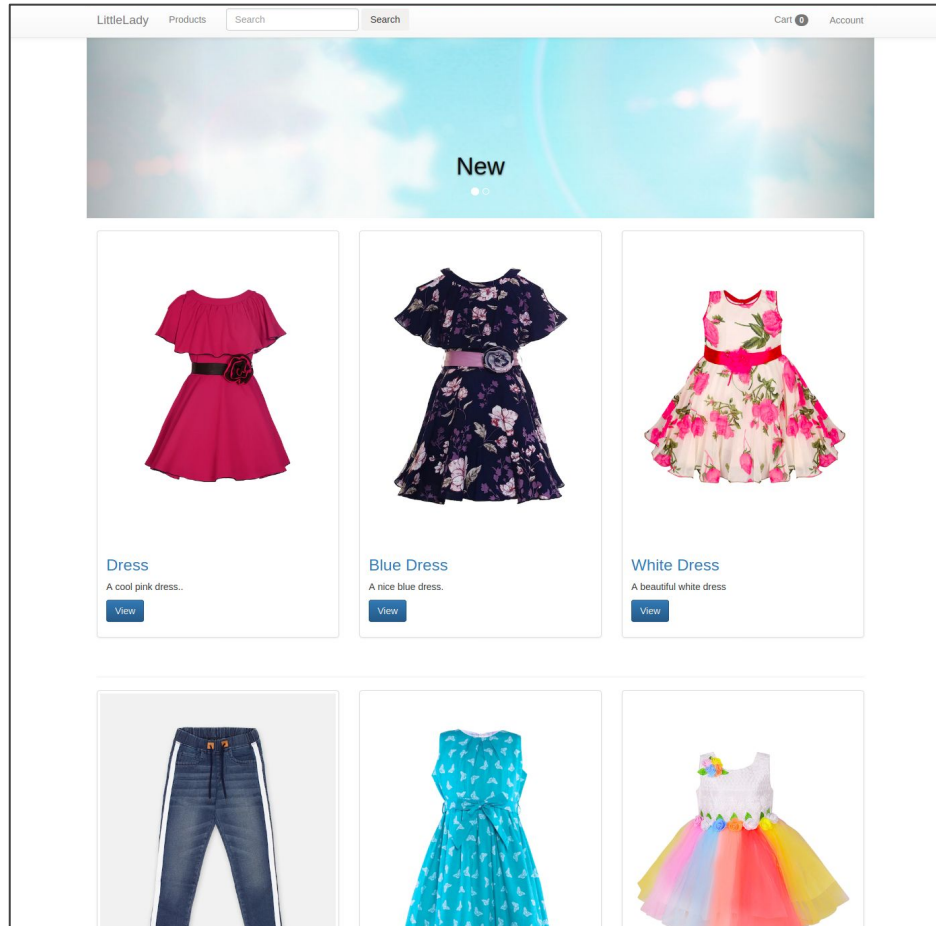 LittleLady Products Search Search Cart 0 Account
New
Dress
A cool pink dress..
View
Blue Dress
A nice blue dress.
View
White Dress
A beautiful white dress
View